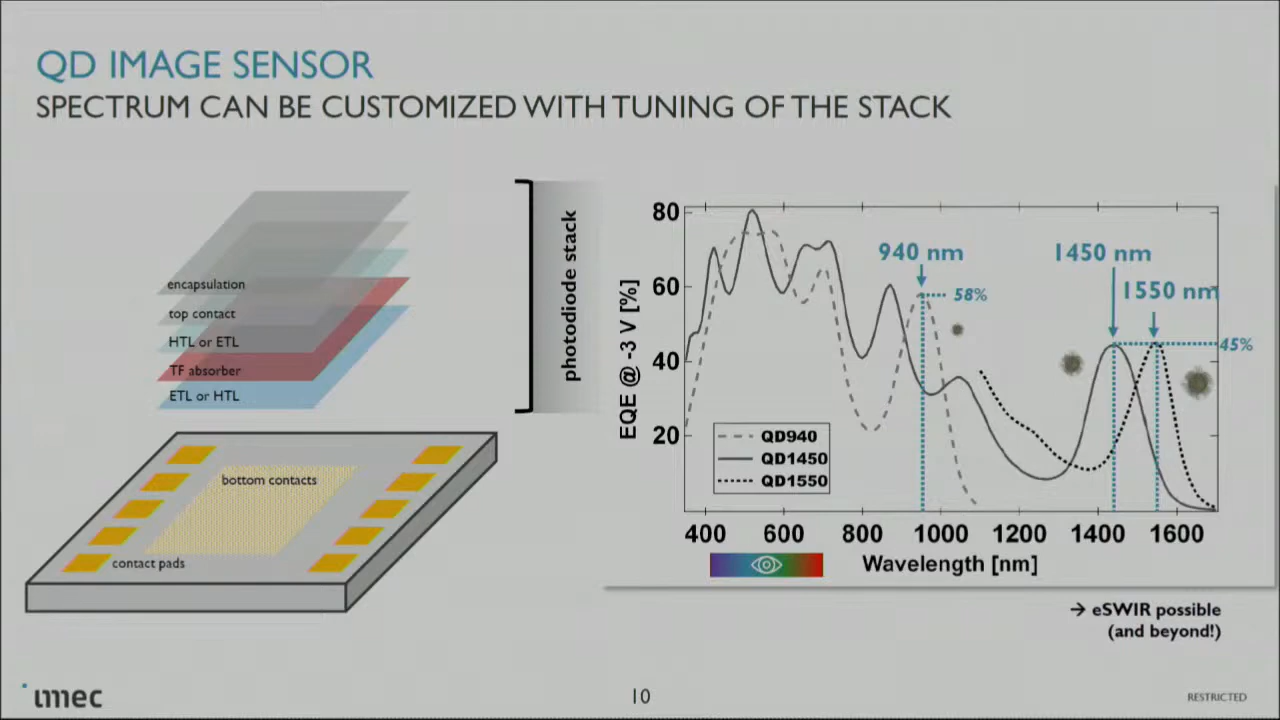 QD IMAGE SENSOR
SPECTRUM CAN BE CUSTOMIZED WITH TUNING OF THE STACK
encapsulation
top contact
HTL or ETL
TF absorber
ETL or HTL
photodiode stack
bottom contacts
contact pads
EQE @ -3 V [%]
80
60
40
20
940 nm
1450 nm
1550 nm
58%
45%
QD940
QD1450
QD1550
400 600 800 1000 1200 1400 1600
Wavelength [nm]
→ eSWIR possible
(and beyond!)
imec
10
RESTRICTED